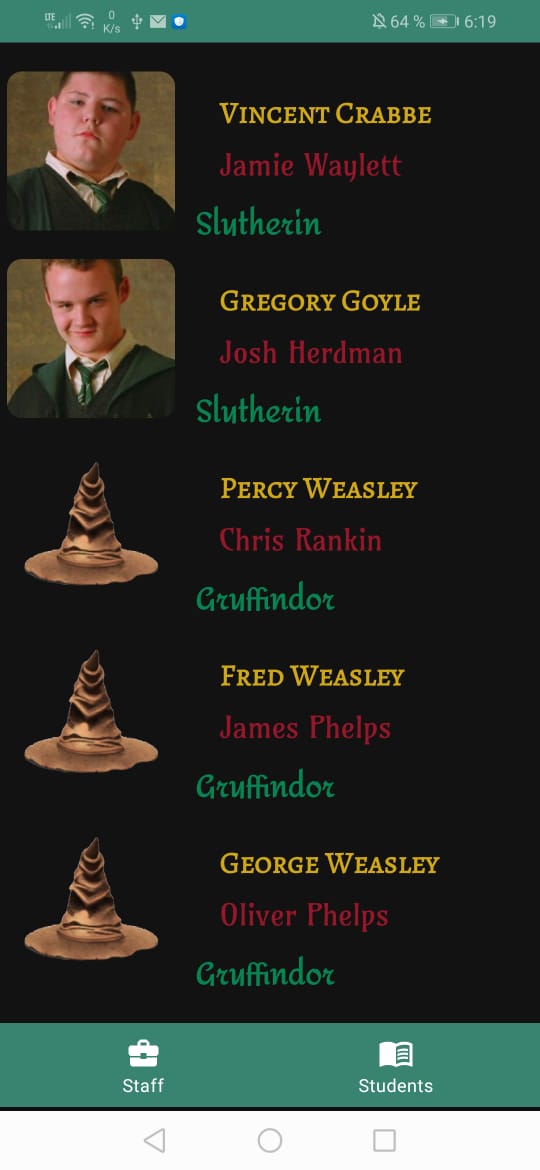 LTE 0 K/s 64 % 6:19
Vincent Crabbe
Jamie Waylett
Slytherin
Gregory Goyle
Josh Herdman
Slytherin
Percy Weasley
Chris Rankin
Gryffindor
Fred Weasley
James Phelps
Gryffindor
George Weasley
Oliver Phelps
Gryffindor
Staff Students